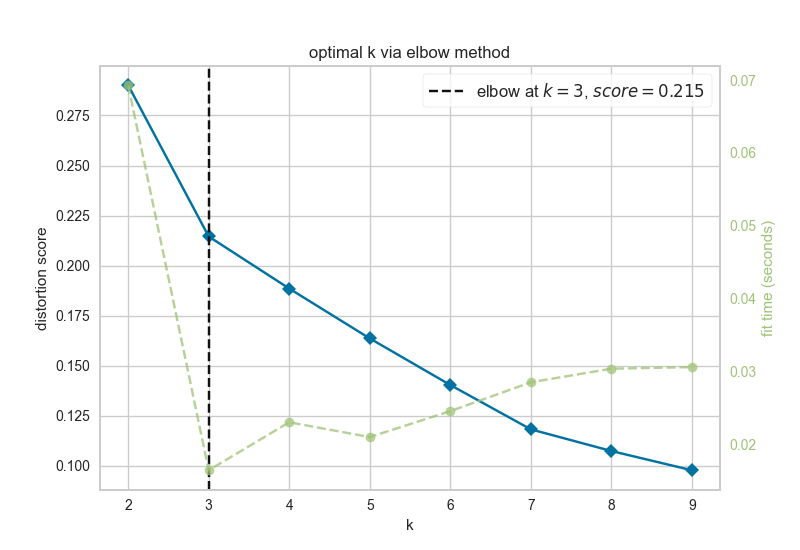 optimal k via elbow method
elbow at k = 3, score = 0.215
distortion score
0.275
0.250
0.225
0.200
0.175
0.150
0.125
0.100
0.07
0.06
0.05
0.04
0.03
0.02
fit time (seconds)
2 3 4 5 6 7 8 9
k